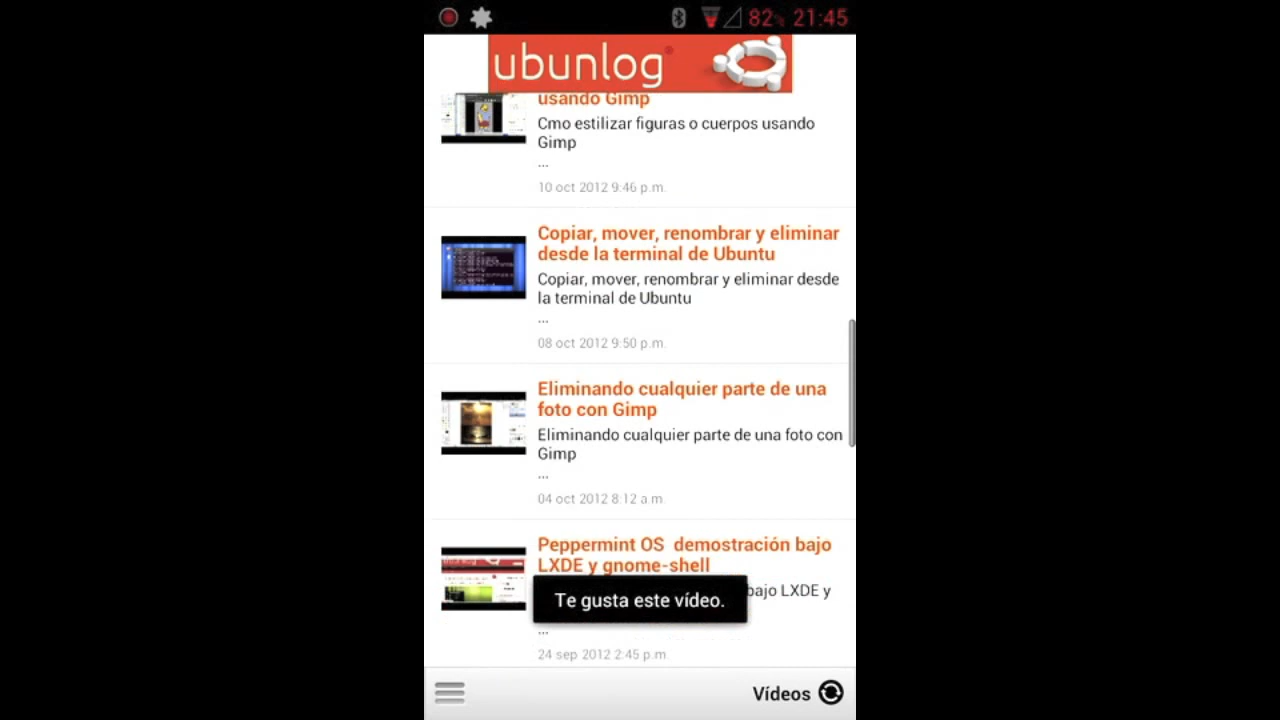 82% 21:45
ubunlog
usando Gimp
Cmo estilizar figuras o cuerpos usando
Gimp
...
10 oct 2012 9:46 p.m.
Copiar, mover, renombrar y eliminar
desde la terminal de Ubuntu
Copiar, mover, renombrar y eliminar desde
la terminal de Ubuntu
...
08 oct 2012 9:50 p.m.
Eliminando cualquier parte de una
foto con Gimp
Eliminando cualquier parte de una foto con
Gimp
...
04 oct 2012 8:12 a.m.
Peppermint OS  demostración bajo
LXDE y gnome-shell
bajo LXDE y
Te gusta este vídeo.
...
24 sep 2012 2:45 p.m.
Vídeos